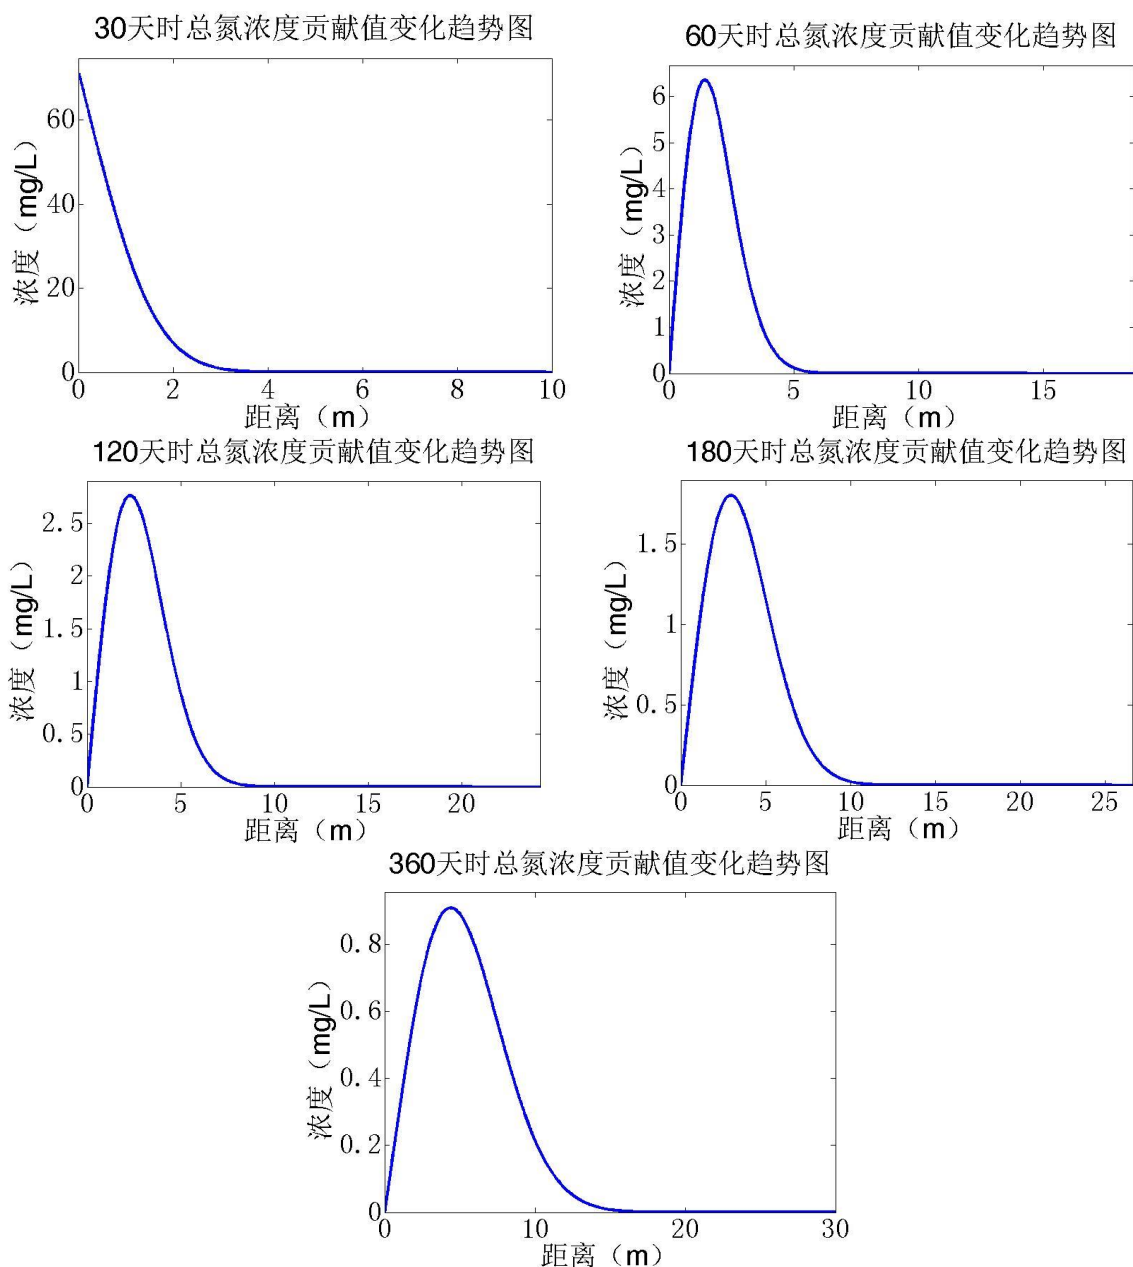 30天时总氮浓度贡献值变化趋势图
60
40
20
0
浓度（mg/L）
0 2 4 6 8 10
距离（m）
60天时总氮浓度贡献值变化趋势图
6
5
4
3
2
1
0
浓度（mg/L）
0 5 10 15
距离（m）
120天时总氮浓度贡献值变化趋势图
2.5
2
1.5
1
0.5
0
浓度（mg/L）
0 5 10 15 20
距离（m）
180天时总氮浓度贡献值变化趋势图
1.5
1
0.5
0
浓度（mg/L）
0 5 10 15 20 25
距离（m）
360天时总氮浓度贡献值变化趋势图
0.8
0.6
0.4
0.2
0
浓度（mg/L）
0 10 20 30
距离（m）